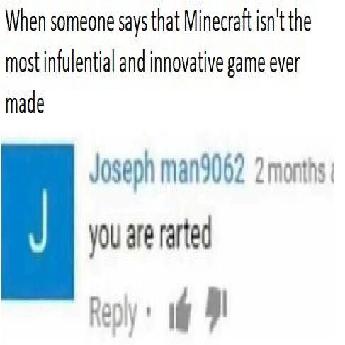 When someone says that Minecraft isn't the
most infulential and innovative game ever
made
J
Joseph man9062 2 months
you are rarted
Reply ·